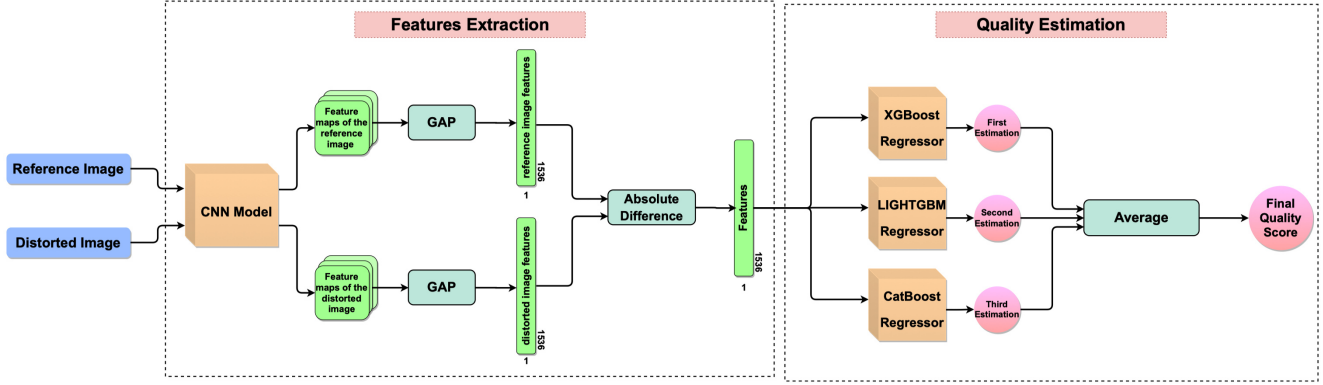 Features Extraction
Quality Estimation
Reference Image
Distorted Image
CNN Model
Feature
maps of the
reference
image
GAP
reference image features
1536
1
Feature
maps of the
distorted
image
GAP
distorted image features
1536
1
Absolute
Difference
Features
1536
1
XGBoost
Regressor
First
Estimation
LIGHTGBM
Regressor
Second
Estimation
CatBoost
Regressor
Third
Estimation
Average
Final
Quality
Score